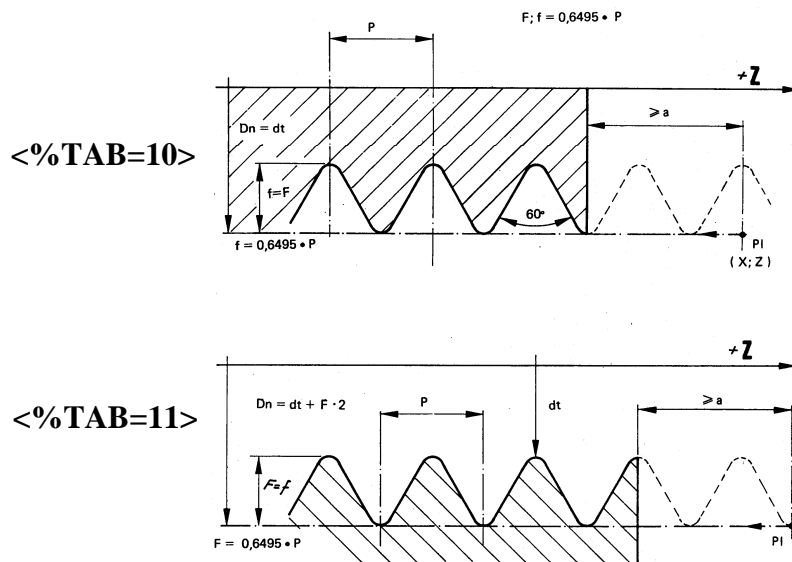 F; f = 0,6495 • P
P
+Z
≥ a
Dn = dt
<%TAB=10>
f=F
60°
f = 0,6495 • P
PI
(X; Z)
+Z
≥ a
Dn = dt + F · 2
P
dt
<%TAB=11>
F=f
F = 0,6495 • P
PI